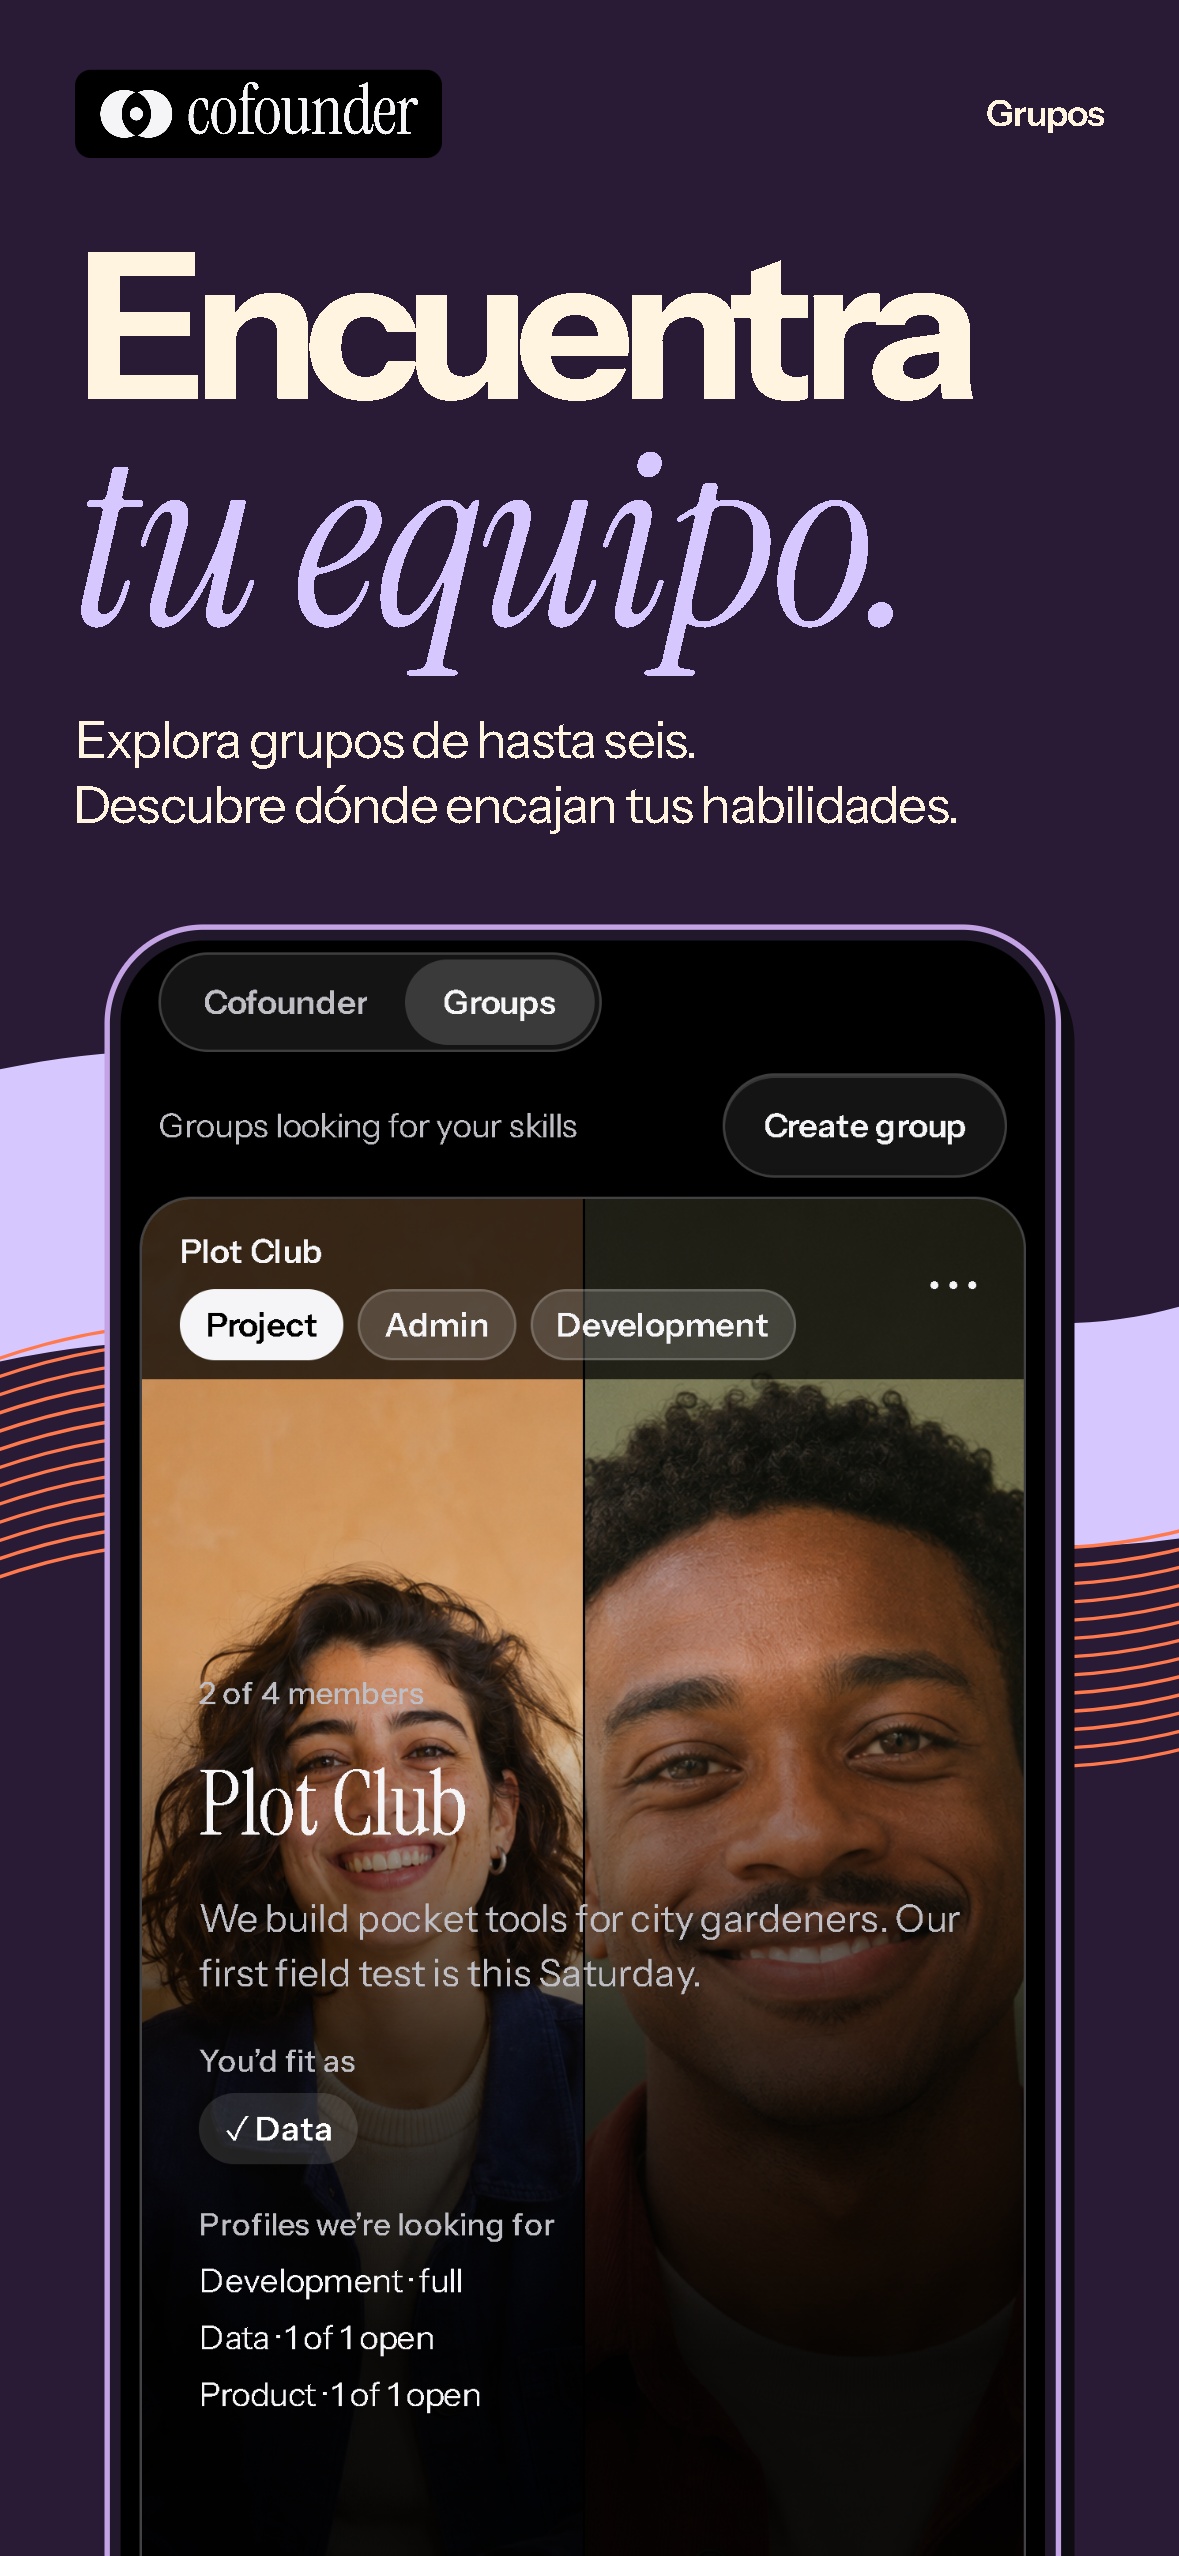 cofounder
Grupos
Encuentra
tu equipo.
Explora grupos de hasta seis.
Descubre dónde encajan tus habilidades.
Cofounder
Groups
Groups looking for your skills
Create group
Plot Club
Project
Admin
Development
2 of 4 members
Plot Club
We build pocket tools for city gardeners. Our
first field test is this Saturday.
You’d fit as
✓ Data
Profiles we’re looking for
Development · full
Data · 1 of 1 open
Product · 1 of 1 open